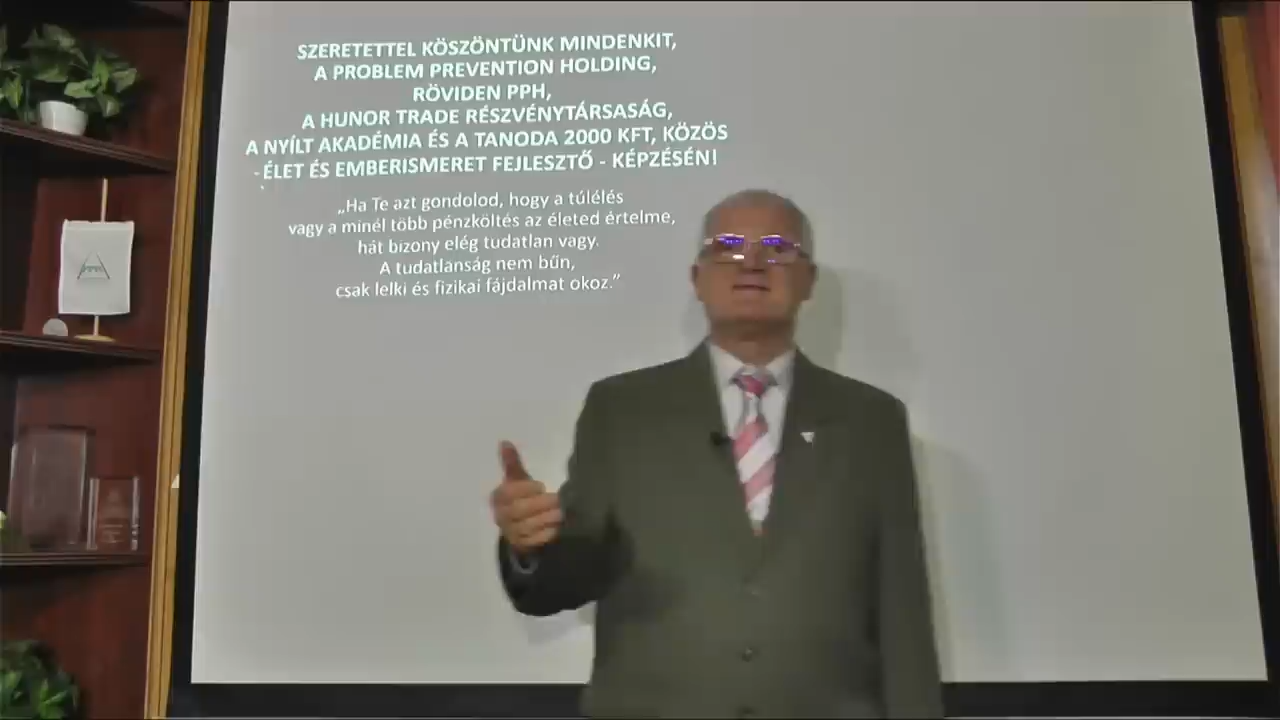 SZERETETTEL KÖSZÖNTÜNK MINDENKIT,
A PROBLEM PREVENTION HOLDING,
RÖVIDEN PPH,
A HUNOR TRADE RÉSZVÉNYTÁRSASÁG,
A NYÍLT AKADÉMIA ÉS A TANODA 2000 KFT, KÖZÖS
- ÉLET ÉS EMBERISMERET FEJLESZTŐ - KÉPZÉSÉN!
„Ha Te azt gondolod, hogy a túlélés
vagy a minél több pénzköltés az életed értelme,
hát bizony elég tudatlan vagy.
A tudatlanság nem bűn,
csak lelki és fizikai fájdalmat okoz.”